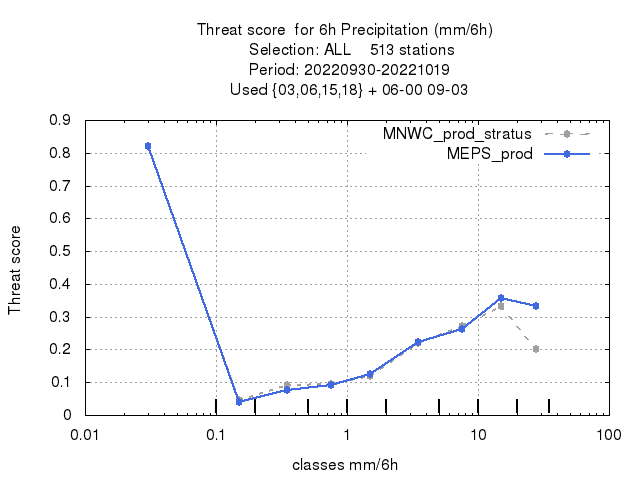 Threat score  for 6h Precipitation (mm/6h)
Selection: ALL    513 stations
Period: 20220930-20221019
Used {03,06,15,18} + 06-00 09-03
MNWC_prod_stratus
MEPS_prod
Threat score
0.9
0.8
0.7
0.6
0.5
0.4
0.3
0.2
0.1
0
0.01
0.1
1
10
100
classes mm/6h